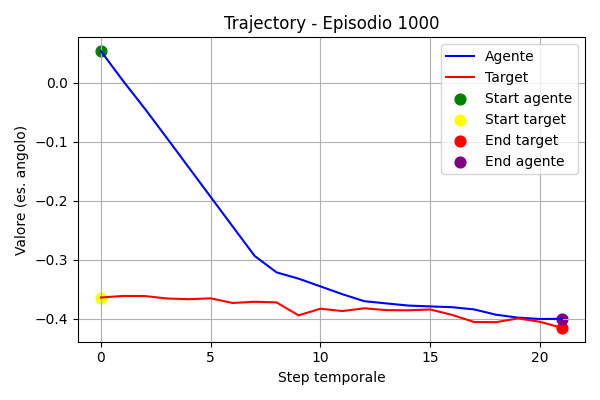 Trajectory - Episodio 1000
Agente
Target
Start agente
Start target
End target
End agente
Valore (es. angolo)
0.0
−0.1
−0.2
−0.3
−0.4
0 5 10 15 20
Step temporale